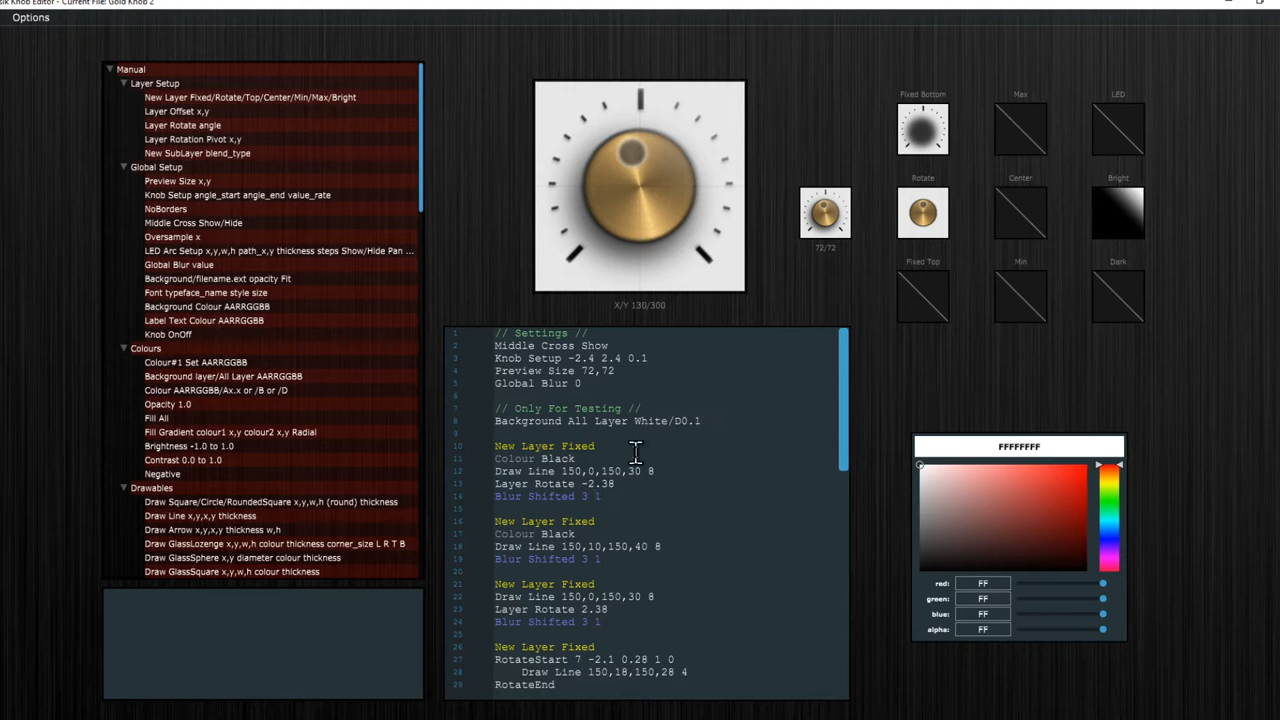 sik Knob Editor - Current File: Gold Knob 2
Options
Manual
Layer Setup
New Layer Fixed/Rotate/Top/Center/Min/Max/Bright
Layer Offset x,y
Layer Rotate angle
Layer Rotation Pivot x,y
New SubLayer blend_type
Global Setup
Preview Size x,y
Knob Setup angle_start angle_end value_rate
NoBorders
Middle Cross Show/Hide
Oversample x
LED Arc Setup x,y,w,h path_x,y thickness steps Show/Hide Pan ...
Global Blur value
Background/filename.ext opacity Fit
Font typeface_name style size
Background Colour AARRGGBB
Label Text Colour AARRGGBB
Knob OnOff
Colours
Colour#1 Set AARRGGBB
Background layer/All Layer AARRGGBB
Colour AARRGGBB/Ax.x or /B or /D
Opacity 1.0
Fill All
Fill Gradient colour1 x,y colour2 x,y Radial
Brightness -1.0 to 1.0
Contrast 0.0 to 1.0
Negative
Drawables
Draw Square/Circle/RoundedSquare x,y,w,h (round) thickness
Draw Line x,y,x,y thickness
Draw Arrow x,y,x,y thickness w,h
Draw GlassLozenge x,y,w,h colour thickness corner_size L R T B
Draw GlassSphere x,y diameter colour thickness
Draw GlassSquare x,y,w,h colour thickness
X/Y 130/300
1 // Settings //
2 Middle Cross Show
3 Knob Setup -2.4 2.4 0.1
4 Preview Size 72,72
5 Global Blur 0
6
7 // Only For Testing //
8 Background All Layer White/D0.1
9
10 New Layer Fixed
11 Colour Black
12 Draw Line 150,0,150,30 8
13 Layer Rotate -2.38
14 Blur Shifted 3 1
15
16 New Layer Fixed
17 Colour Black
18 Draw Line 150,10,150,40 8
19 Blur Shifted 3 1
20
21 New Layer Fixed
22 Draw Line 150,0,150,30 8
23 Layer Rotate 2.38
24 Blur Shifted 3 1
25
26 New Layer Fixed
27 RotateStart 7 -2.1 0.28 1 0
28 Draw Line 150,18,150,28 4
29 RotateEnd
72/72
Fixed Bottom Max LED
Rotate Center Bright
Fixed Top Min Dark
FFFFFFFF
red: FF
green: FF
blue: FF
alpha: FF